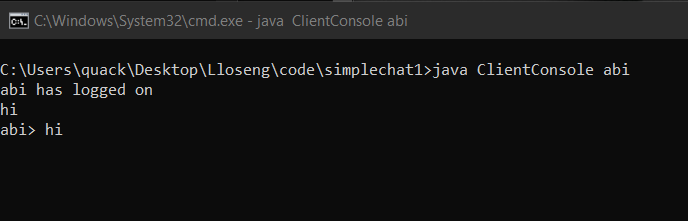 C:\Windows\System32\cmd.exe - java  ClientConsole abi
C:\Users\quack\Desktop\Lloseng\code\simplechat1>java ClientConsole abi
abi has logged on
hi
abi> hi